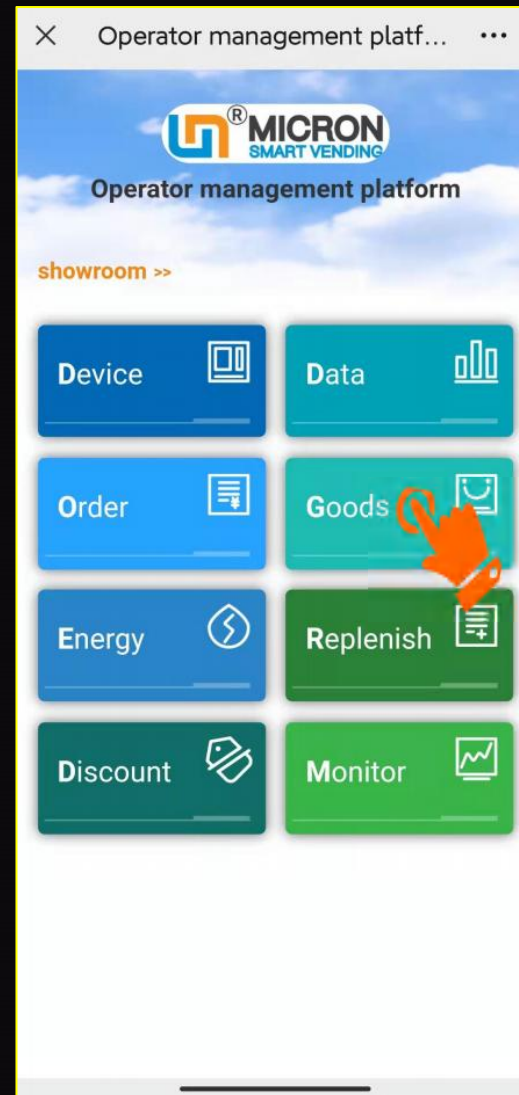 Operator management platf...
® MICRON
SMART VENDING
Operator management platform
showroom >>
Device
Data
Order
Goods
Energy
Replenish
Discount
Monitor